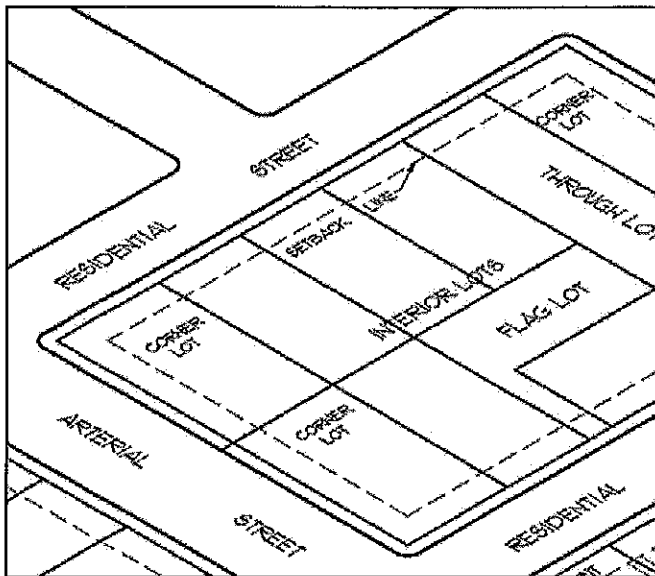 CORNER
LOT
STREET
THROUGH LOT
SETBACK LINE
RESIDENTIAL
INTERIOR LOTS
FLAG LOT
CORNER
LOT
CORNER
LOT
ARTERIAL
STREET
RESIDENTIAL